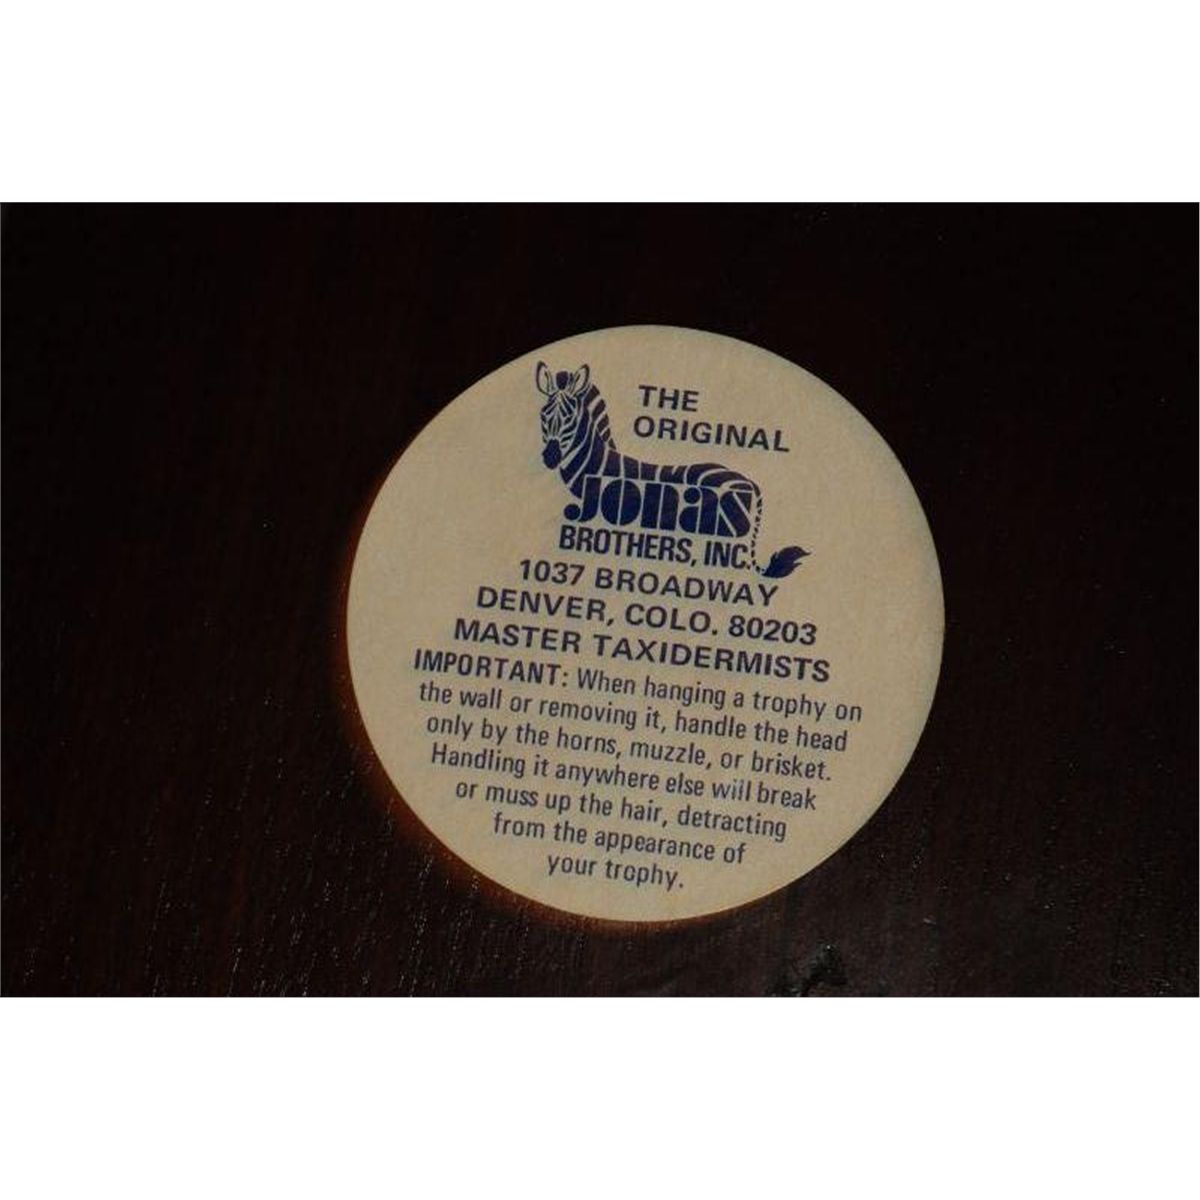 THE
ORIGINAL
Jonas
BROTHERS, INC.
1037 BROADWAY
DENVER, COLO. 80203
MASTER TAXIDERMISTS
IMPORTANT: When hanging a trophy on
the wall or removing it, handle the head
only by the horns, muzzle, or brisket.
Handling it anywhere else will break
or muss up the hair, detracting
from the appearance of
your trophy.